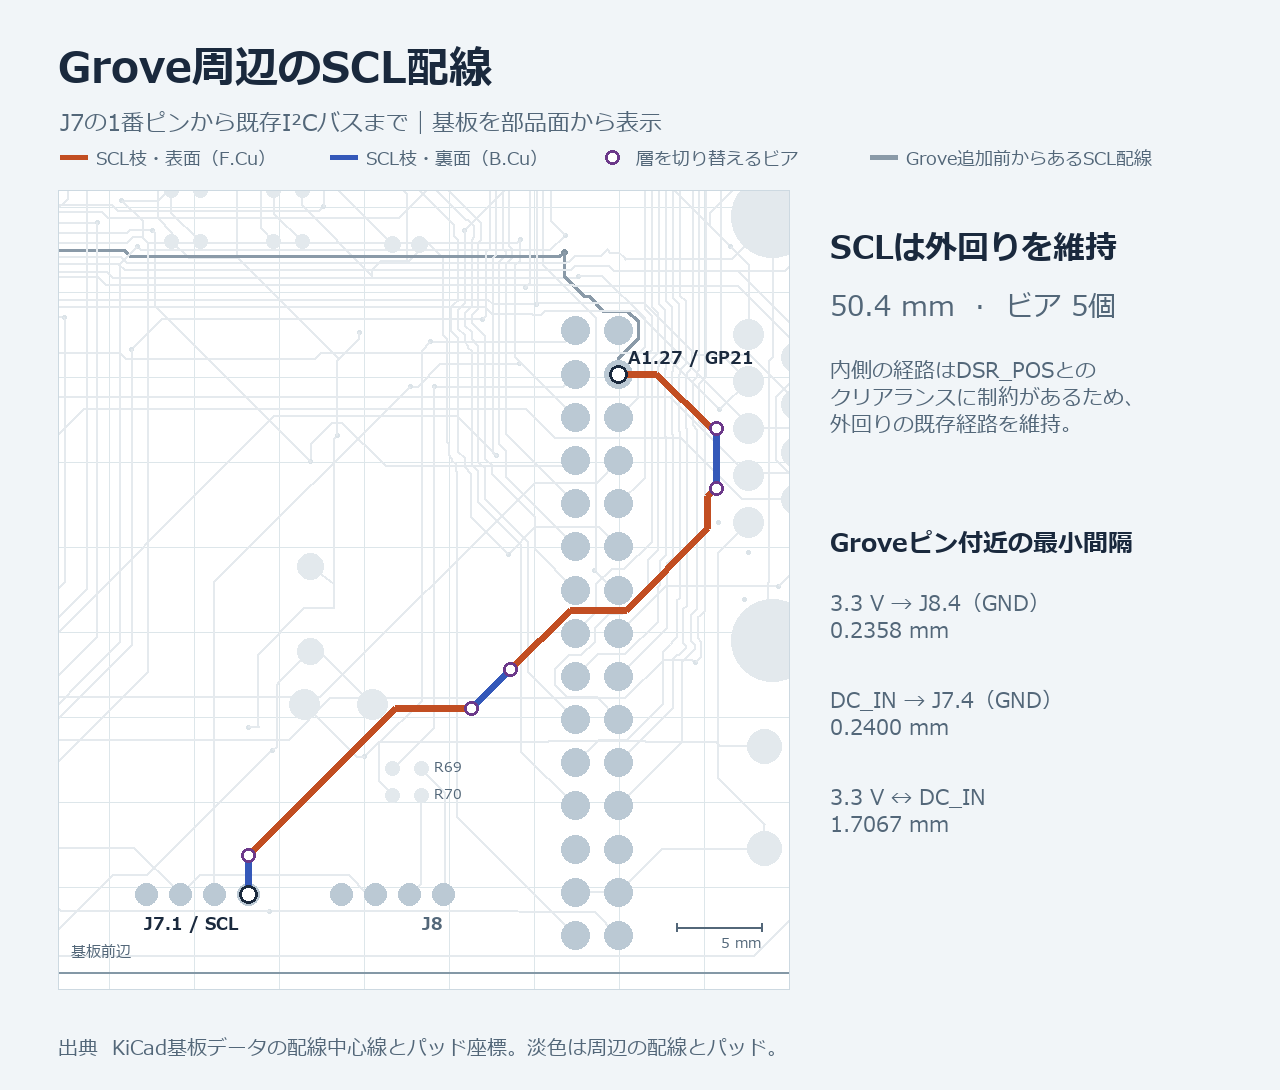 Grove周辺のSCL配線
J7の1番ピンから既存I²Cバスまで｜基板を部品面から表示
SCL枝・表面（F.Cu） SCL枝・裏面（B.Cu） 層を切り替えるビア Grove追加前からあるSCL配線
SCLは外回りを維持
50.4 mm · ビア 5個
A1.27 / GP21
内側の経路はDSR_POSとの
クリアランスに制約があるため、
外回りの既存経路を維持。
Groveピン付近の最小間隔
3.3 V → J8.4（GND）
0.2358 mm
DC_IN → J7.4（GND）
0.2400 mm
3.3 V ↔ DC_IN
1.7067 mm
R69
R70
J7.1 / SCL
J8
5 mm
基板前辺
出典 KiCad基板データの配線中心線とパッド座標。淡色は周辺の配線とパッド。